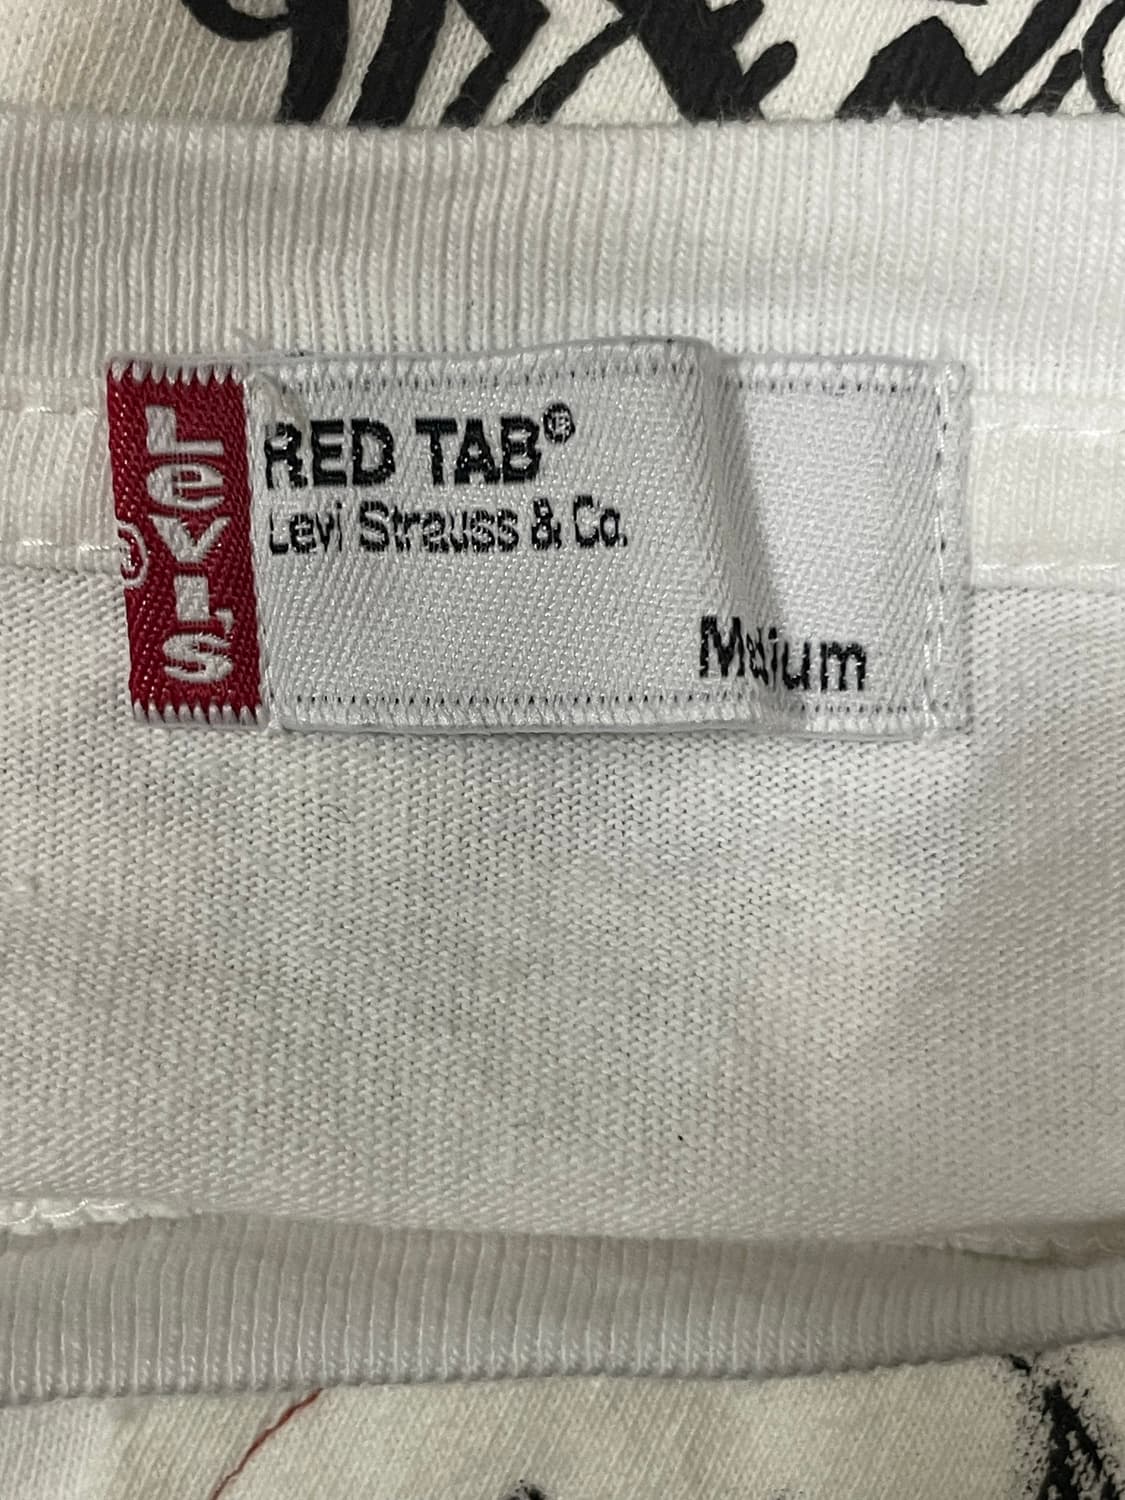 LeVI'S
®
RED TAB®
Levi Strauss & Co.
Medium